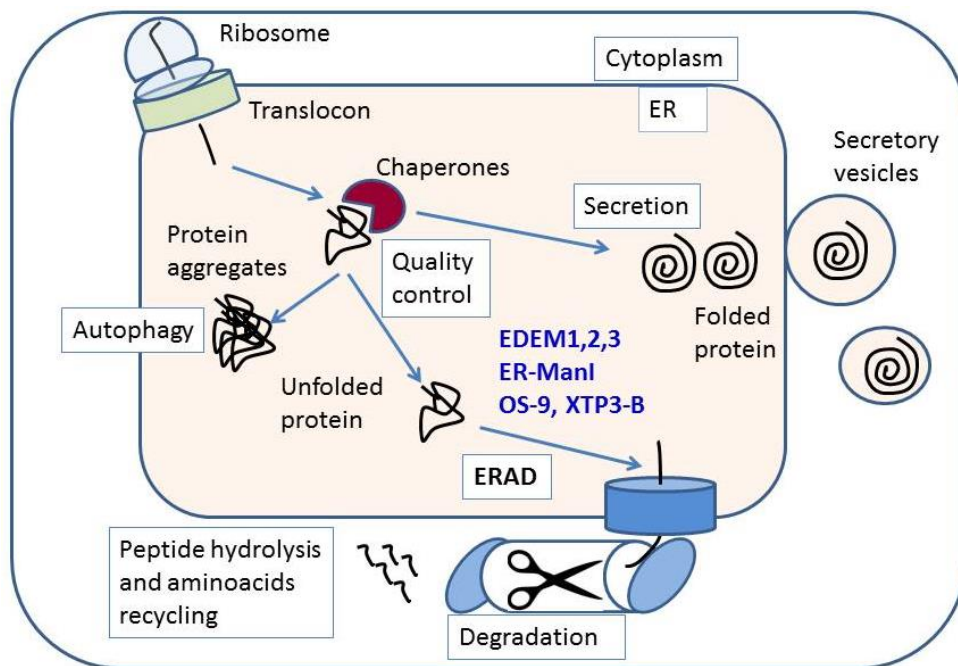 Ribosome
Cytoplasm
Translocon
ER
Secretory
vesicles
Chaperones
Secretion
Protein
aggregates
Quality
control
Autophagy
Folded
protein
EDEM1,2,3
ER-ManI
OS-9, XTP3-B
Unfolded
protein
ERAD
Peptide hydrolysis
and aminoacids
recycling
Degradation